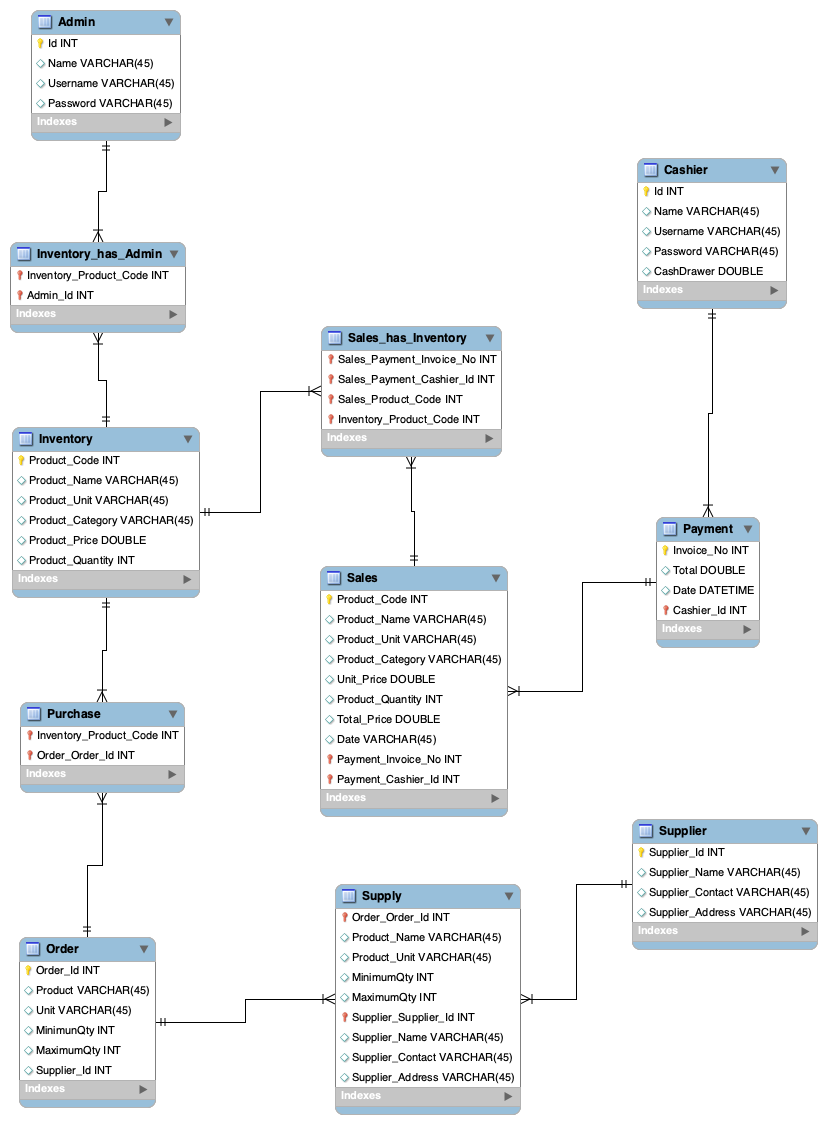 Admin
Id INT
Name VARCHAR(45)
Username VARCHAR(45)
Password VARCHAR(45)
Indexes
Cashier
Id INT
Name VARCHAR(45)
Username VARCHAR(45)
Password VARCHAR(45)
CashDrawer DOUBLE
Indexes
Inventory_has_Admin
Inventory_Product_Code INT
Admin_Id INT
Indexes
Sales_has_Inventory
Sales_Payment_Invoice_No INT
Sales_Payment_Cashier_Id INT
Sales_Product_Code INT
Inventory_Product_Code INT
Indexes
Inventory
Product_Code INT
Product_Name VARCHAR(45)
Product_Unit VARCHAR(45)
Product_Category VARCHAR(45)
Product_Price DOUBLE
Product_Quantity INT
Indexes
Payment
Invoice_No INT
Total DOUBLE
Date DATETIME
Cashier_Id INT
Indexes
Sales
Product_Code INT
Product_Name VARCHAR(45)
Product_Unit VARCHAR(45)
Product_Category VARCHAR(45)
Unit_Price DOUBLE
Product_Quantity INT
Total_Price DOUBLE
Date VARCHAR(45)
Payment_Invoice_No INT
Payment_Cashier_Id INT
Indexes
Purchase
Inventory_Product_Code INT
Order_Order_Id INT
Indexes
Supplier
Supplier_Id INT
Supplier_Name VARCHAR(45)
Supplier_Contact VARCHAR(45)
Supplier_Address VARCHAR(45)
Indexes
Supply
Order_Order_Id INT
Product_Name VARCHAR(45)
Product_Unit VARCHAR(45)
MinimumQty INT
MaximumQty INT
Supplier_Supplier_Id INT
Supplier_Name VARCHAR(45)
Supplier_Contact VARCHAR(45)
Supplier_Address VARCHAR(45)
Indexes
Order
Order_Id INT
Product VARCHAR(45)
Unit VARCHAR(45)
MinimunQty INT
MaximumQty INT
Supplier_Id INT
Indexes